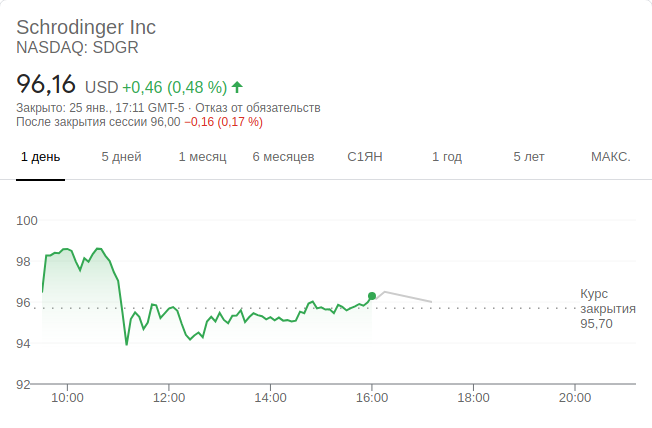 Schrodinger Inc
NASDAQ: SDGR
96,16 USD +0,46 (0,48 %)
Закрыто: 25 янв., 17:11 GMT-5 · Отказ от обязательств
После закрытия сессии 96,00 −0,16 (0,17 %)
1 день 5 дней 1 месяц 6 месяцев С1ЯН 1 год 5 лет МАКС.
100
98
96
94
92
Курс
закрытия
95,70
10:00 12:00 14:00 16:00 18:00 20:00